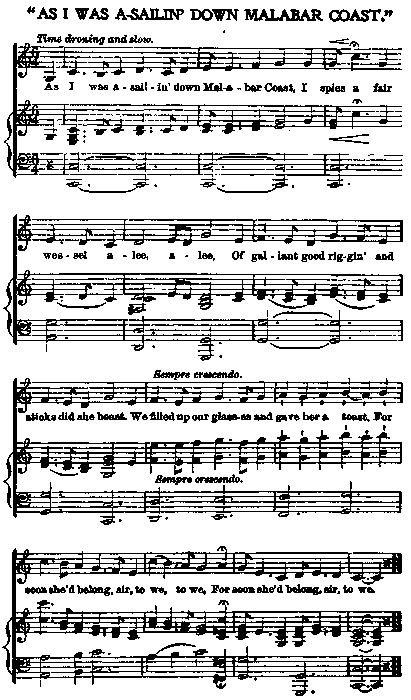 "AS I WAS A-SAILIN' DOWN MALABAR COAST."
Time droning and slow.
As I was a - sail - in' down Mal - a - bar Coast, I spies a fair
wes - sel a - lee, a - lee, Of gal - lant good rig - gin' and
Sempre crescendo.
sticks did she boast. We filled up our glass - es and gave her a toast, For
Sempre crescendo.
soon she'd belong, sir, to we, to we, For soon she'd belong, sir, to we.